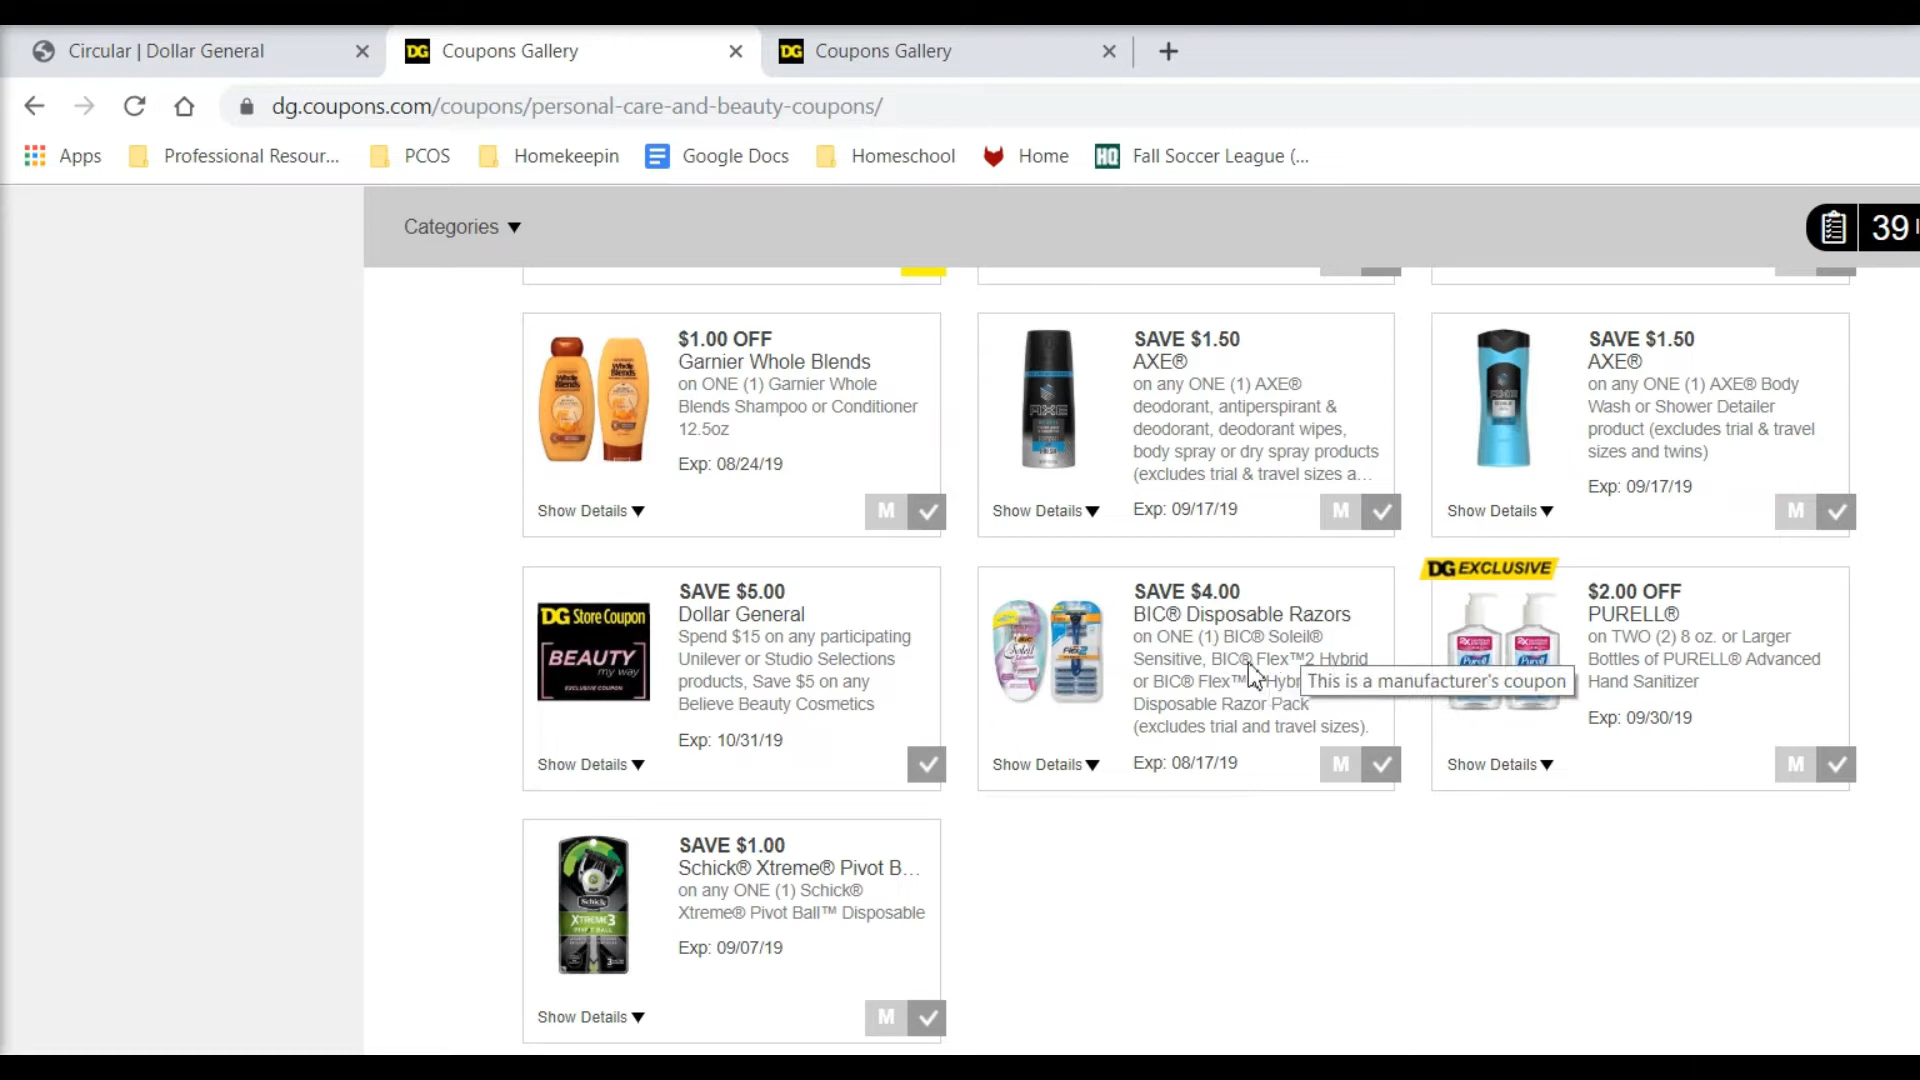 Circular | Dollar General
DG Coupons Gallery
DG Coupons Gallery
dg.coupons.com/coupons/personal-care-and-beauty-coupons/
Apps Professional Resour... PCOS Homekeepin Google Docs Homeschool Home HQ Fall Soccer League (...
Categories ▼
39
$1.00 OFF
Garnier Whole Blends
on ONE (1) Garnier Whole
Blends Shampoo or Conditioner
12.5oz
Exp: 08/24/19
Show Details ▼
M
SAVE $1.50
AXE®
on any ONE (1) AXE®
deodorant, antiperspirant &
deodorant, deodorant wipes,
body spray or dry spray products
(excludes trial & travel sizes a...
Exp: 09/17/19
Show Details ▼
M
SAVE $1.50
AXE®
on any ONE (1) AXE® Body
Wash or Shower Detailer
product (excludes trial & travel
sizes and twins)
Exp: 09/17/19
Show Details ▼
M
DG Store Coupon
BEAUTY
my way
EXCLUSIVE COUPON
SAVE $5.00
Dollar General
Spend $15 on any participating
Unilever or Studio Selections
products, Save $5 on any
Believe Beauty Cosmetics
Exp: 10/31/19
Show Details ▼
SAVE $4.00
BIC® Disposable Razors
on ONE (1) BIC® Soleil®
Sensitive, BIC® Flex™2 Hybrid
or BIC® Flex™ Hybr
Disposable Razor Pack
(excludes trial and travel sizes).
Exp: 08/17/19
Show Details ▼
M
This is a manufacturer's coupon
DG EXCLUSIVE
$2.00 OFF
PURELL®
on TWO (2) 8 oz. or Larger
Bottles of PURELL® Advanced
Hand Sanitizer
Exp: 09/30/19
Show Details ▼
M
Schick
XTREME3
PIVOT BALL
SAVE $1.00
Schick® Xtreme® Pivot B...
on any ONE (1) Schick®
Xtreme® Pivot Ball™ Disposable
Exp: 09/07/19
Show Details ▼
M